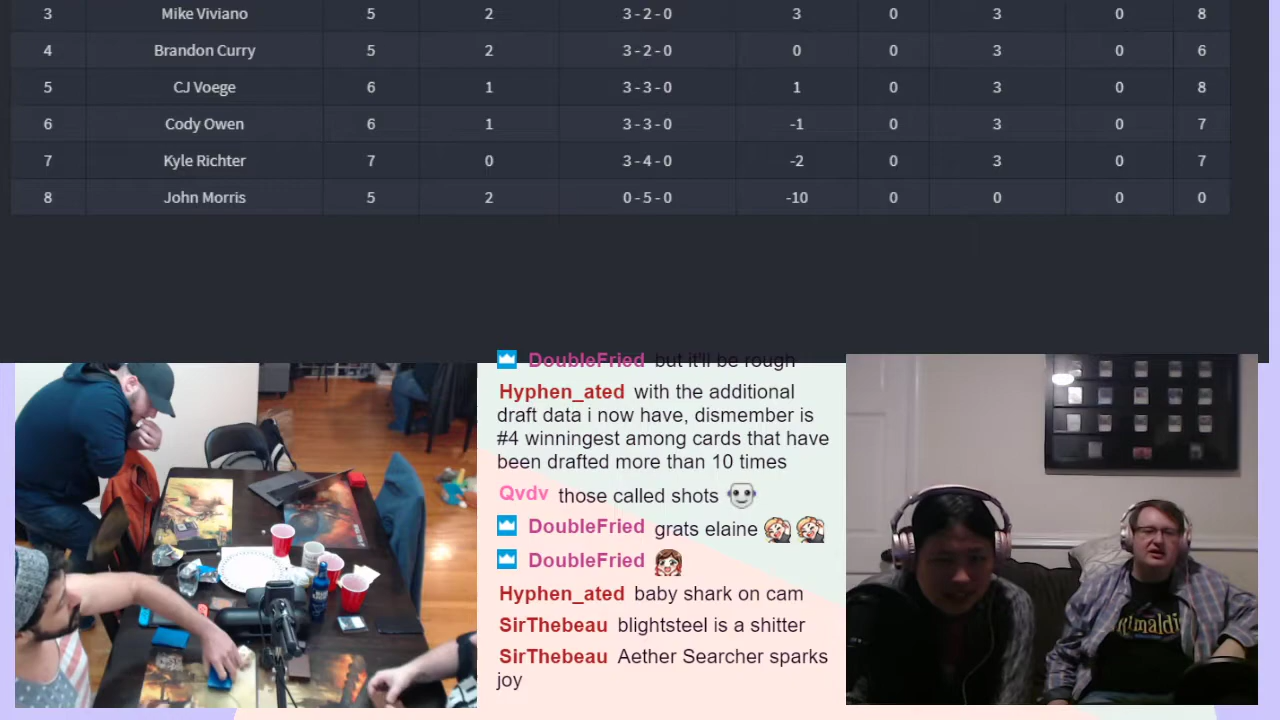 3 Mike Viviano 5 2 3 - 2 - 0 3 0 3 0 8
4 Brandon Curry 5 2 3 - 2 - 0 0 0 3 0 6
5 CJ Voege 6 1 3 - 3 - 0 1 0 3 0 8
6 Cody Owen 6 1 3 - 3 - 0 -1 0 3 0 7
7 Kyle Richter 7 0 3 - 4 - 0 -2 0 3 0 7
8 John Morris 5 2 0 - 5 - 0 -10 0 0 0 0
DoubleFried but it'll be rough
Hyphen_ated with the additional
draft data i now have, dismember is
#4 winningest among cards that have
been drafted more than 10 times
Qvdv those called shots
DoubleFried grats elaine
DoubleFried
Hyphen_ated baby shark on cam
SirThebeau blightsteel is a shitter
SirThebeau Aether Searcher sparks
joy